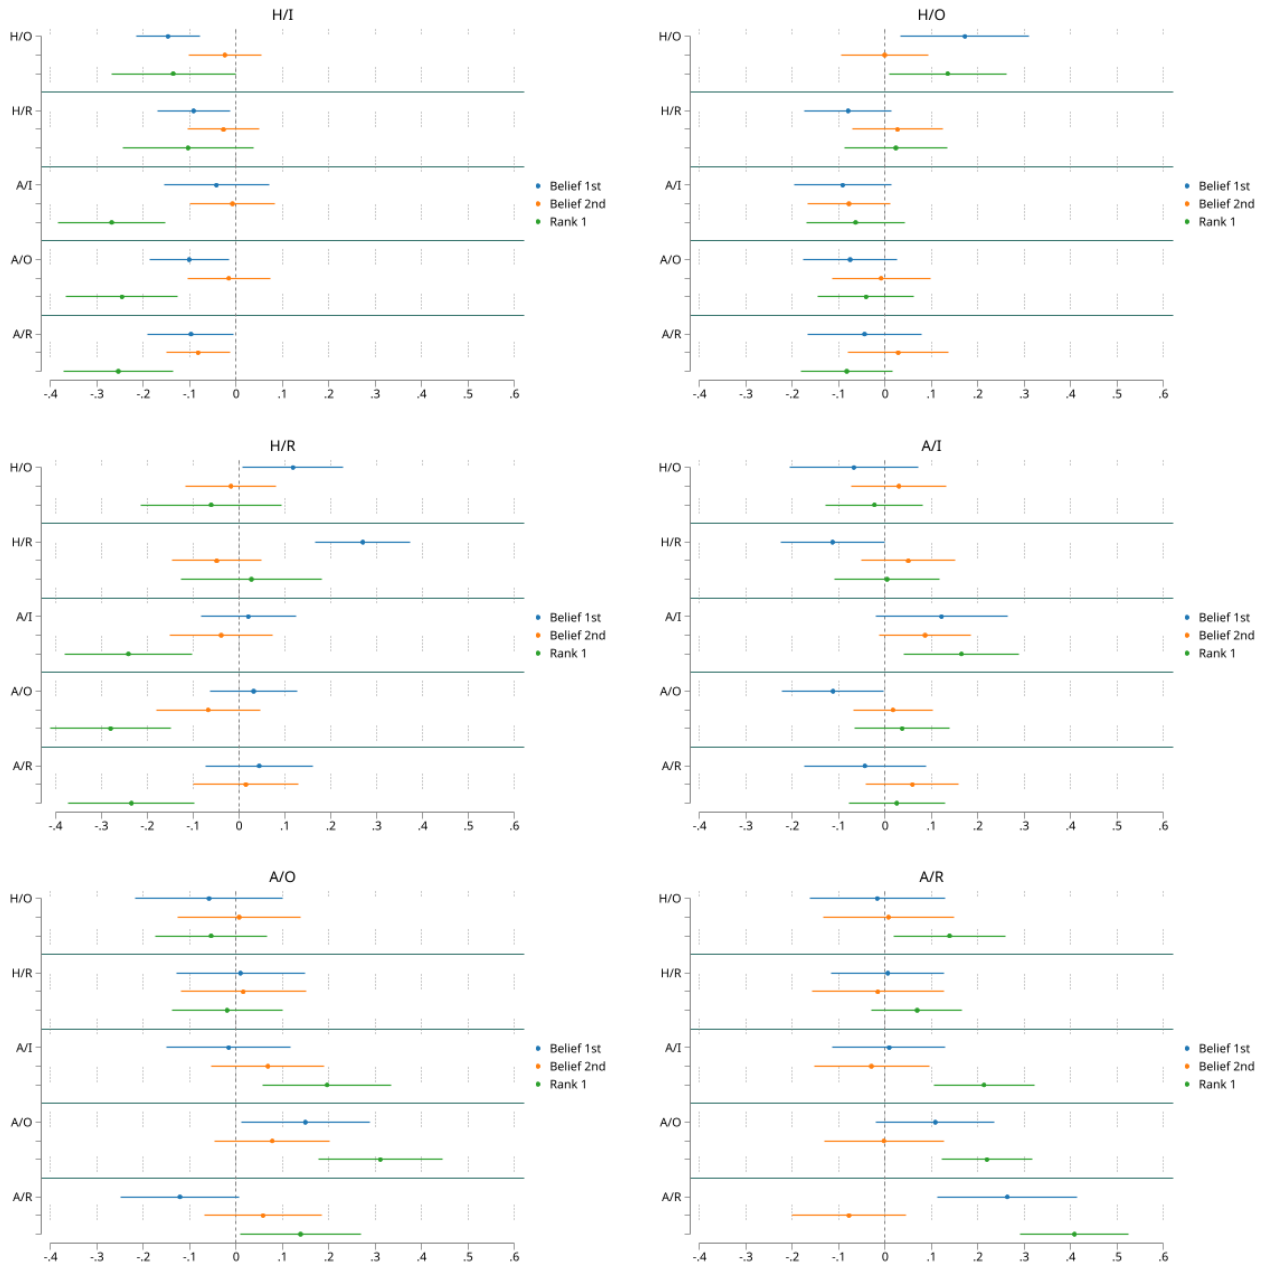 H/I
H/O
H/R
A/I
A/O
A/R
-.4 -.3 -.2 -.1 0 .1 .2 .3 .4 .5 .6
Belief 1st
Belief 2nd
Rank 1
H/O
H/O
H/R
A/I
A/O
A/R
-.4 -.3 -.2 -.1 0 .1 .2 .3 .4 .5 .6
Belief 1st
Belief 2nd
Rank 1
H/R
H/O
H/R
A/I
A/O
A/R
-.4 -.3 -.2 -.1 0 .1 .2 .3 .4 .5 .6
Belief 1st
Belief 2nd
Rank 1
A/I
H/O
H/R
A/I
A/O
A/R
-.4 -.3 -.2 -.1 0 .1 .2 .3 .4 .5 .6
Belief 1st
Belief 2nd
Rank 1
A/O
H/O
H/R
A/I
A/O
A/R
-.4 -.3 -.2 -.1 0 .1 .2 .3 .4 .5 .6
Belief 1st
Belief 2nd
Rank 1
A/R
H/O
H/R
A/I
A/O
A/R
-.4 -.3 -.2 -.1 0 .1 .2 .3 .4 .5 .6
Belief 1st
Belief 2nd
Rank 1